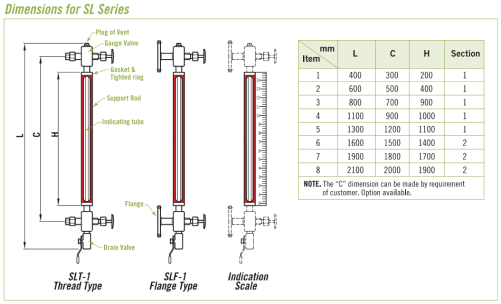 Dimensions for SL Series
Plug of Vent
Gauge Valve
Gasket &
Tighted ring
Support Rod
Indicating tube
Flange
Drain Valve
L
C
H
SLT-1
Thread Type
SLF-1
Flange Type
Indication
Scale
mm
Item L C H Section
1 400 300 200 1
2 600 500 400 1
3 800 700 900 1
4 1100 900 1000 1
5 1300 1200 1100 1
6 1600 1500 1400 2
7 1900 1800 1700 2
8 2100 2000 1900 2
NOTE. The "C" dimension can be made by requirement
of customer. Option available.